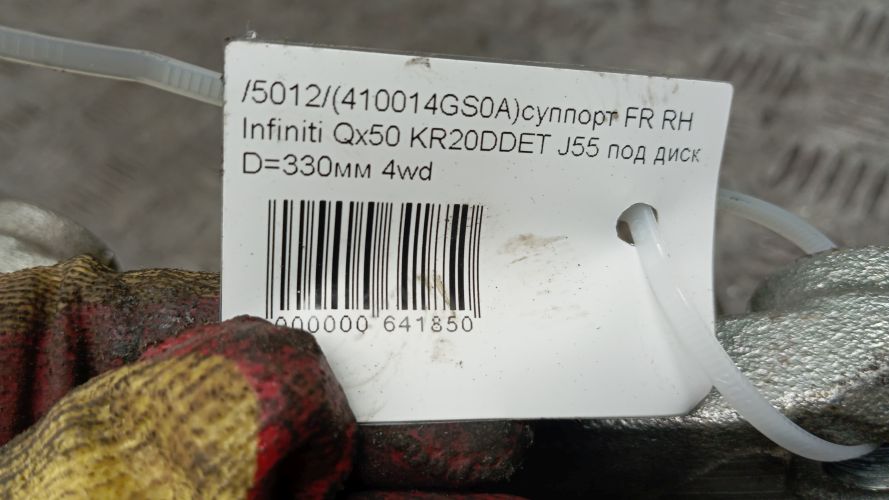 /5012/(410014GS0A)суппорт FR RH
Infiniti Qx50 KR20DDET J55 под диск
D=330мм 4wd
000000 641850